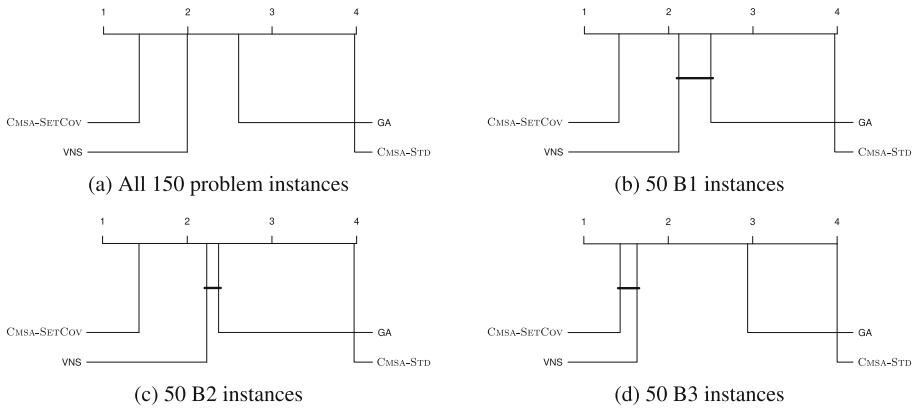 1 2 3 4
CMSA-SETCOV
GA
VNS
CMSA-STD
(a) All 150 problem instances
1 2 3 4
CMSA-SETCOV
GA
VNS
CMSA-STD
(b) 50 B1 instances
1 2 3 4
CMSA-SETCOV
GA
VNS
CMSA-STD
(c) 50 B2 instances
1 2 3 4
CMSA-SETCOV
GA
VNS
CMSA-STD
(d) 50 B3 instances